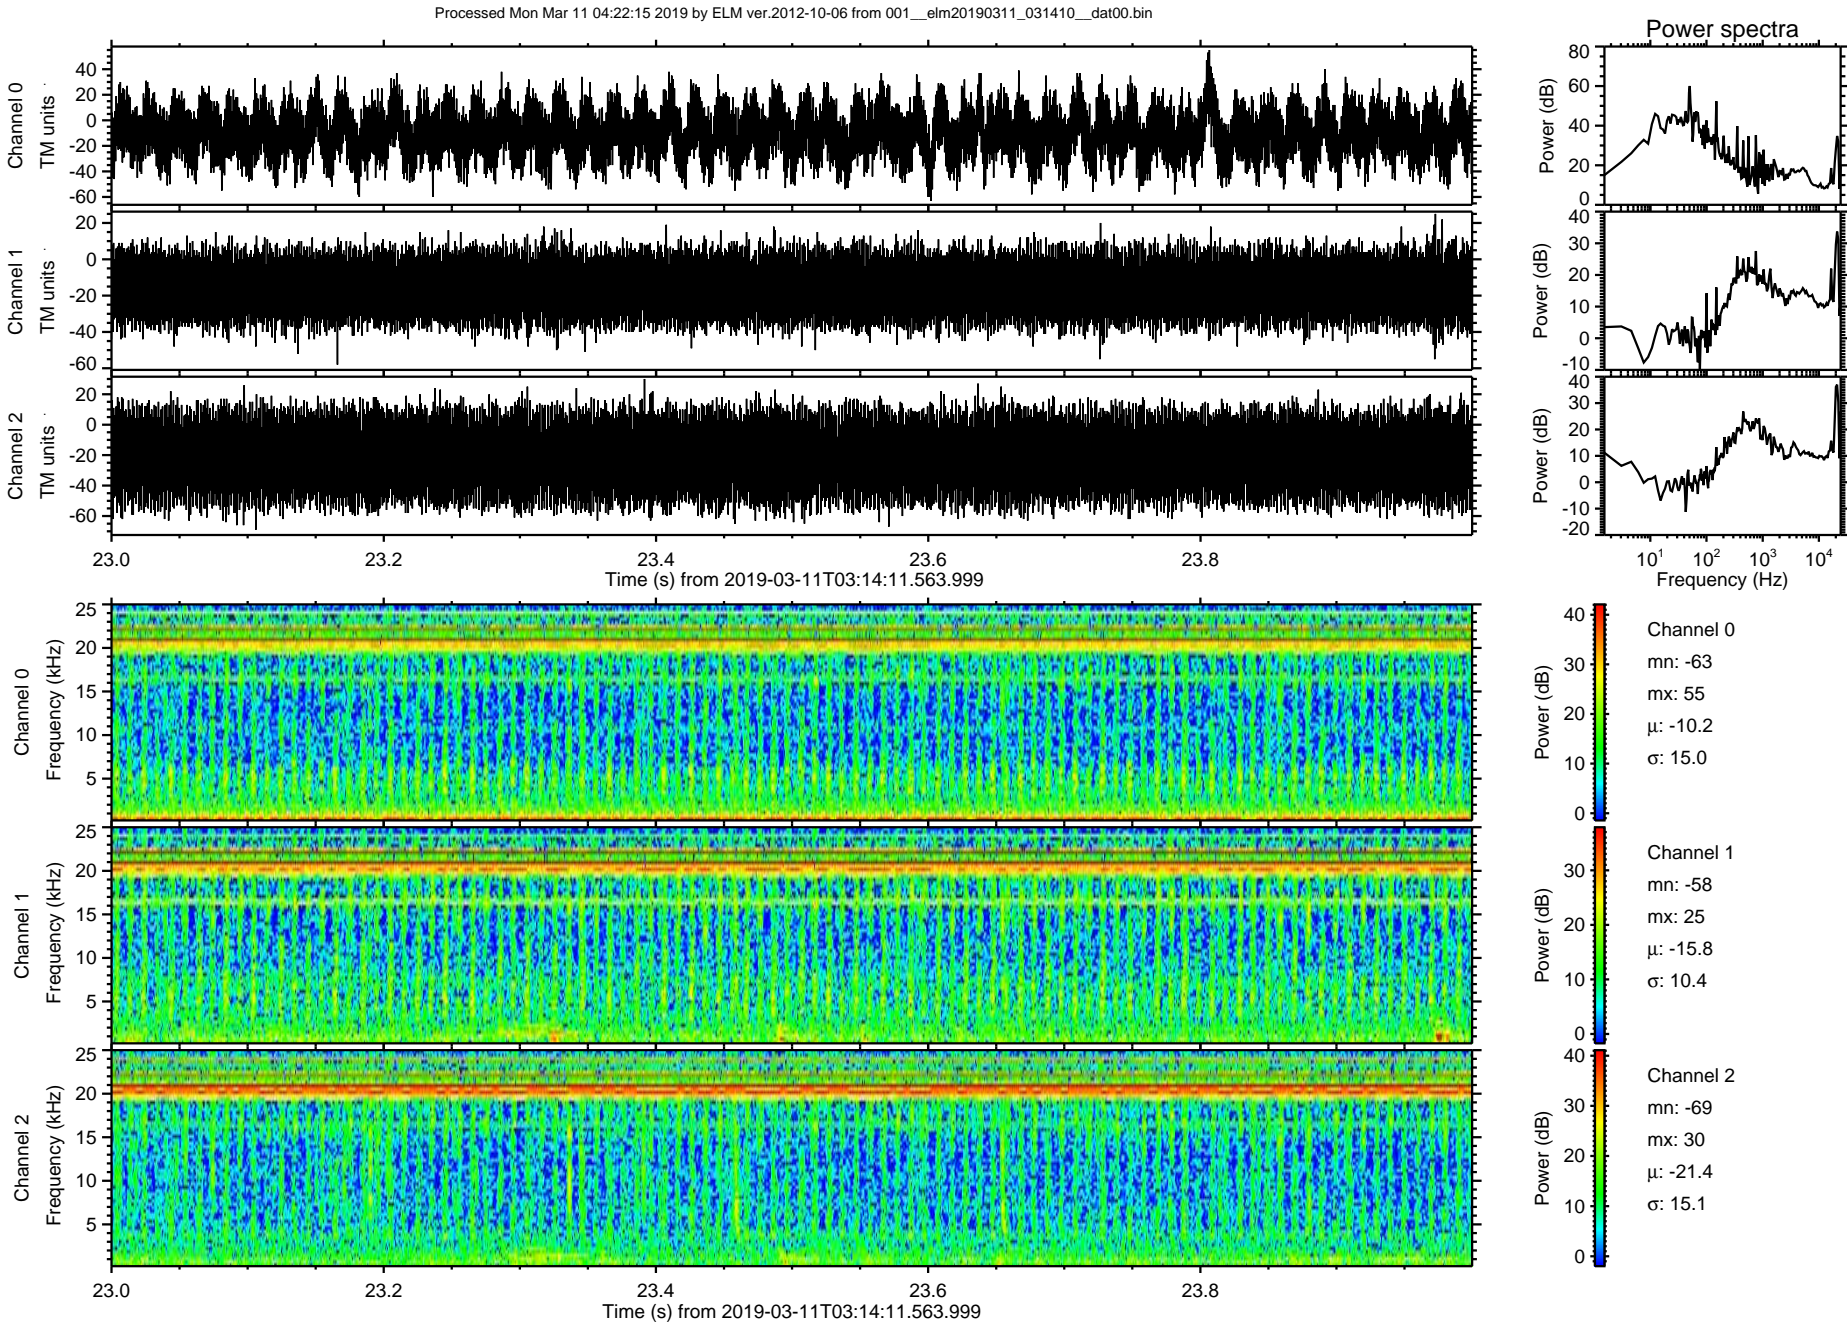 Processed Mon Mar 11 04:22:15 2019 by ELM ver.2012-10-06 from 001__elm20190311_031410__dat00.bin
Power spectra
Channel 0
TM units
40
20
0
-20
-40
-60
Power (dB)
80
60
40
20
0
Channel 1
TM units
20
0
-20
-40
-60
Power (dB)
40
30
20
10
0
-10
Channel 2
TM units
20
0
-20
-40
-60
Power (dB)
40
30
20
10
0
-10
-20
23.0 23.2 23.4 23.6 23.8
Time (s) from 2019-03-11T03:14:11.563.999
10¹ 10² 10³ 10⁴
Frequency (Hz)
Channel 0
Frequency (kHz)
25
20
15
10
5
Power (dB)
40
30
20
10
0
Channel 0
mn: -63
mx: 55
μ: -10.2
σ: 15.0
Channel 1
Frequency (kHz)
25
20
15
10
5
Power (dB)
30
20
10
0
Channel 1
mn: -58
mx: 25
μ: -15.8
σ: 10.4
Channel 2
Frequency (kHz)
25
20
15
10
5
Power (dB)
40
30
20
10
0
Channel 2
mn: -69
mx: 30
μ: -21.4
σ: 15.1
23.0 23.2 23.4 23.6 23.8
Time (s) from 2019-03-11T03:14:11.563.999